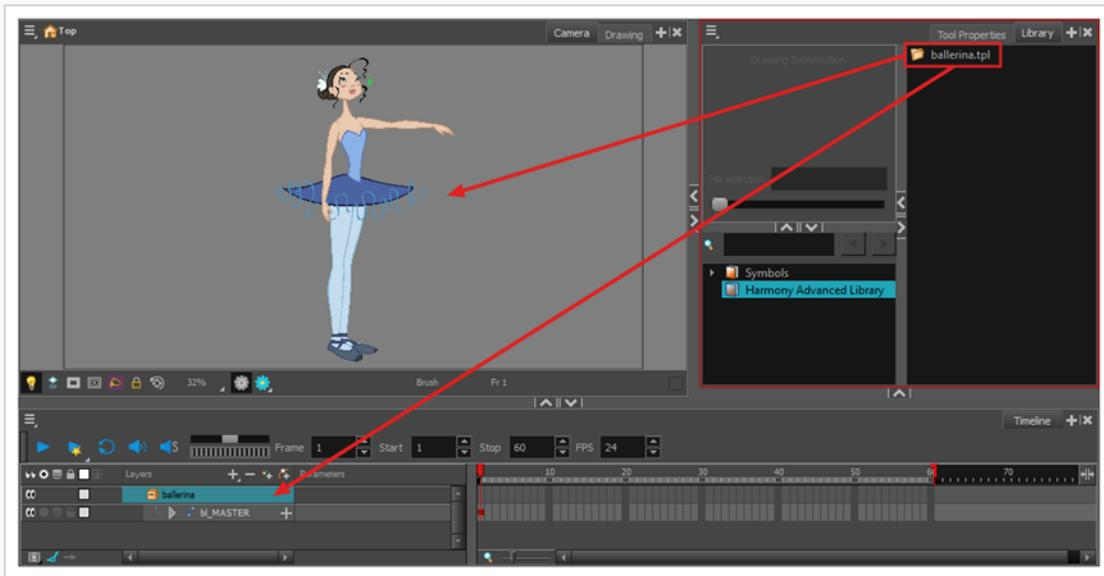 Top
Camera
Drawing
Tool Properties
Library
Drawing Substitution
ballerina.tpl
No selection
Symbols
Harmony Advanced Library
32%
Brush
Fr 1
Timeline
Frame 1 Start 1 Stop 60 FPS 24
Layers
Parameters
10 20 30 40 50 60 70
ballerina
bl_MASTER